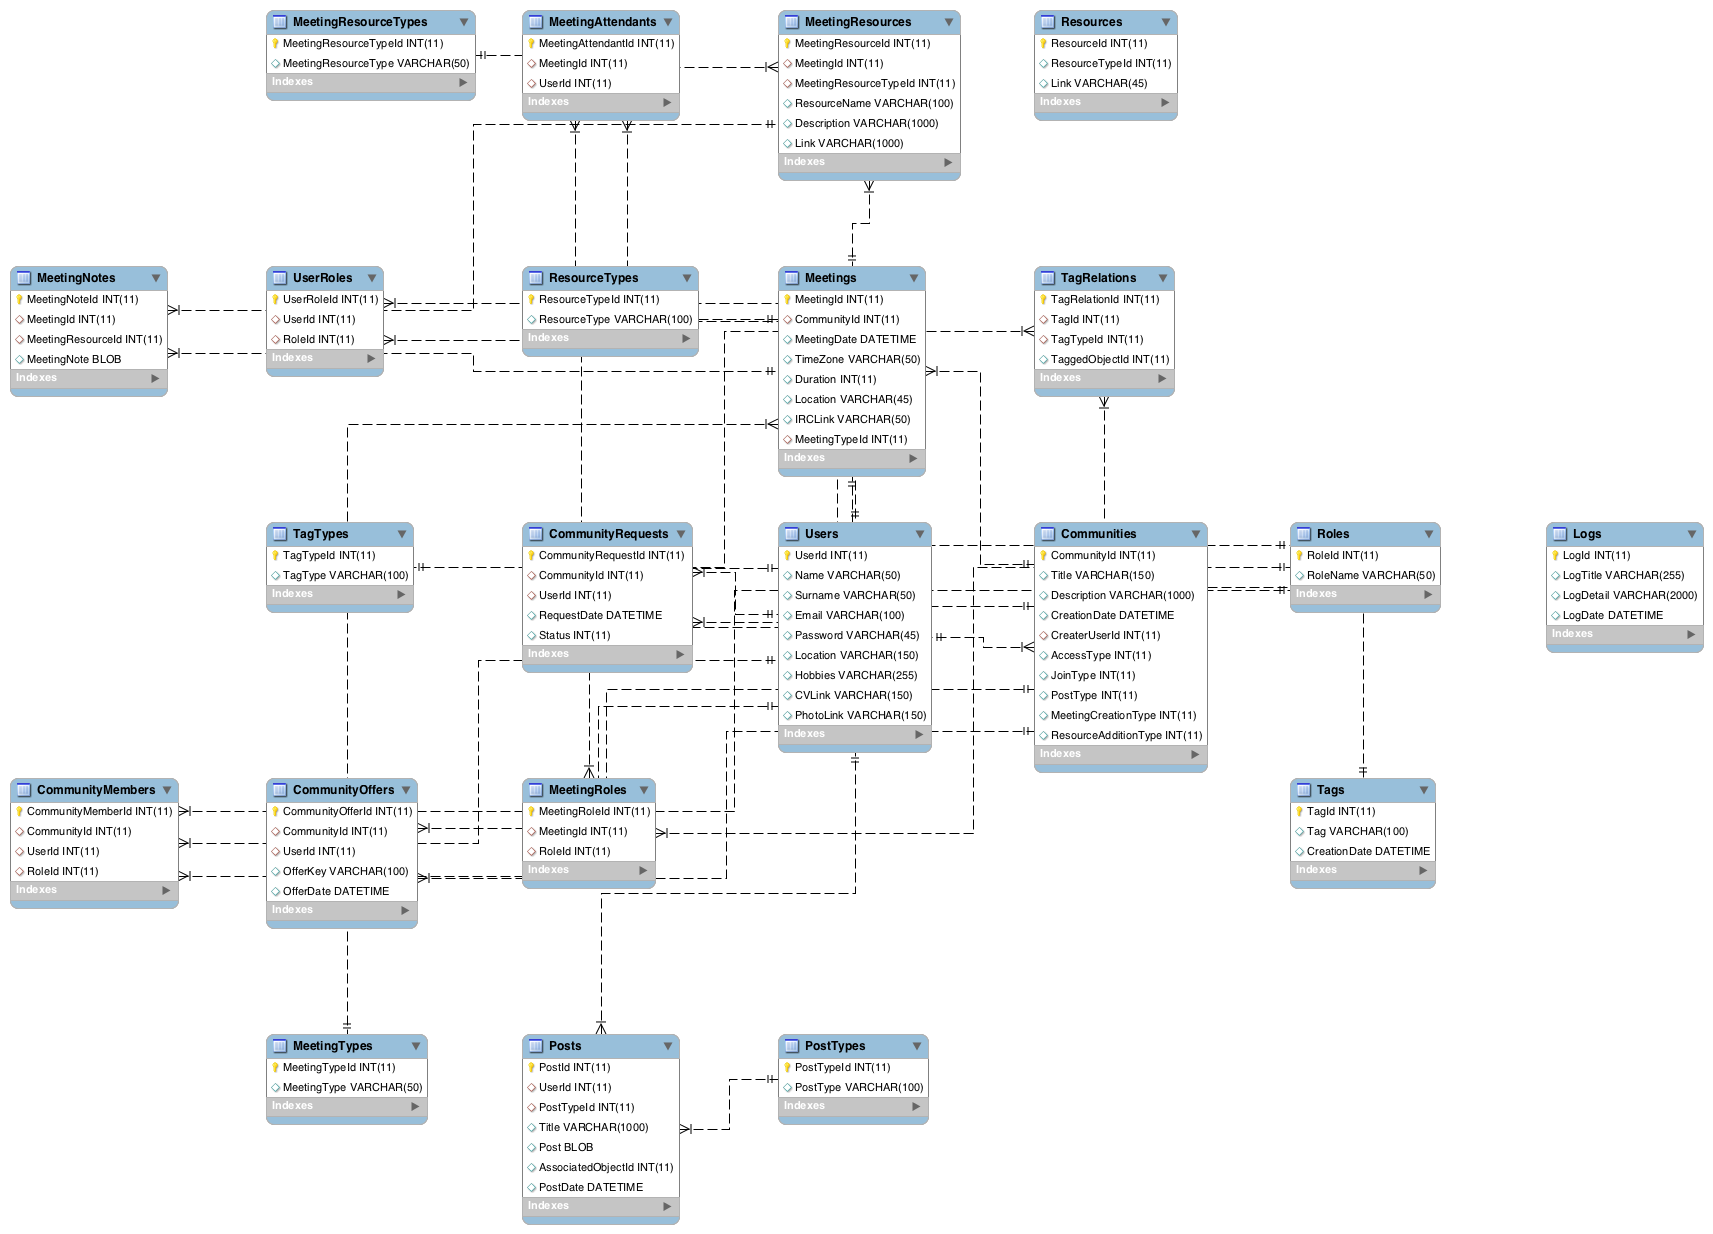 MeetingResourceTypes
MeetingResourceTypeId INT(11)
MeetingResourceType VARCHAR(50)
Indexes
MeetingAttendants
MeetingAttendantId INT(11)
MeetingId INT(11)
UserId INT(11)
Indexes
MeetingResources
MeetingResourceId INT(11)
MeetingId INT(11)
MeetingResourceTypeId INT(11)
ResourceName VARCHAR(100)
Description VARCHAR(1000)
Link VARCHAR(1000)
Indexes
Resources
ResourceId INT(11)
ResourceTypeId INT(11)
Link VARCHAR(45)
Indexes
MeetingNotes
MeetingNoteId INT(11)
MeetingId INT(11)
MeetingResourceId INT(11)
MeetingNote BLOB
Indexes
UserRoles
UserRoleId INT(11)
UserId INT(11)
RoleId INT(11)
Indexes
ResourceTypes
ResourceTypeId INT(11)
ResourceType VARCHAR(100)
Indexes
Meetings
MeetingId INT(11)
CommunityId INT(11)
MeetingDate DATETIME
TimeZone VARCHAR(50)
Duration INT(11)
Location VARCHAR(45)
IRCLink VARCHAR(50)
MeetingTypeId INT(11)
Indexes
TagRelations
TagRelationId INT(11)
TagId INT(11)
TagTypeId INT(11)
TaggedObjectId INT(11)
Indexes
TagTypes
TagTypeId INT(11)
TagType VARCHAR(100)
Indexes
CommunityRequests
CommunityRequestId INT(11)
CommunityId INT(11)
UserId INT(11)
RequestDate DATETIME
Status INT(11)
Indexes
Users
UserId INT(11)
Name VARCHAR(50)
Surname VARCHAR(50)
Email VARCHAR(100)
Password VARCHAR(45)
Location VARCHAR(150)
Hobbies VARCHAR(255)
CVLink VARCHAR(150)
PhotoLink VARCHAR(150)
Indexes
Communities
CommunityId INT(11)
Title VARCHAR(150)
Description VARCHAR(1000)
CreationDate DATETIME
CreaterUserId INT(11)
AccessType INT(11)
JoinType INT(11)
PostType INT(11)
MeetingCreationType INT(11)
ResourceAdditionType INT(11)
Indexes
Roles
RoleId INT(11)
RoleName VARCHAR(50)
Indexes
Logs
LogId INT(11)
LogTitle VARCHAR(255)
LogDetail VARCHAR(2000)
LogDate DATETIME
Indexes
CommunityMembers
CommunityMemberId INT(11)
CommunityId INT(11)
UserId INT(11)
RoleId INT(11)
Indexes
CommunityOffers
CommunityOfferId INT(11)
CommunityId INT(11)
UserId INT(11)
OfferKey VARCHAR(100)
OfferDate DATETIME
Indexes
MeetingRoles
MeetingRoleId INT(11)
MeetingId INT(11)
RoleId INT(11)
Indexes
Tags
TagId INT(11)
Tag VARCHAR(100)
CreationDate DATETIME
Indexes
MeetingTypes
MeetingTypeId INT(11)
MeetingType VARCHAR(50)
Indexes
Posts
PostId INT(11)
UserId INT(11)
PostTypeId INT(11)
Title VARCHAR(1000)
Post BLOB
AssociatedObjectId INT(11)
PostDate DATETIME
Indexes
PostTypes
PostTypeId INT(11)
PostType VARCHAR(100)
Indexes